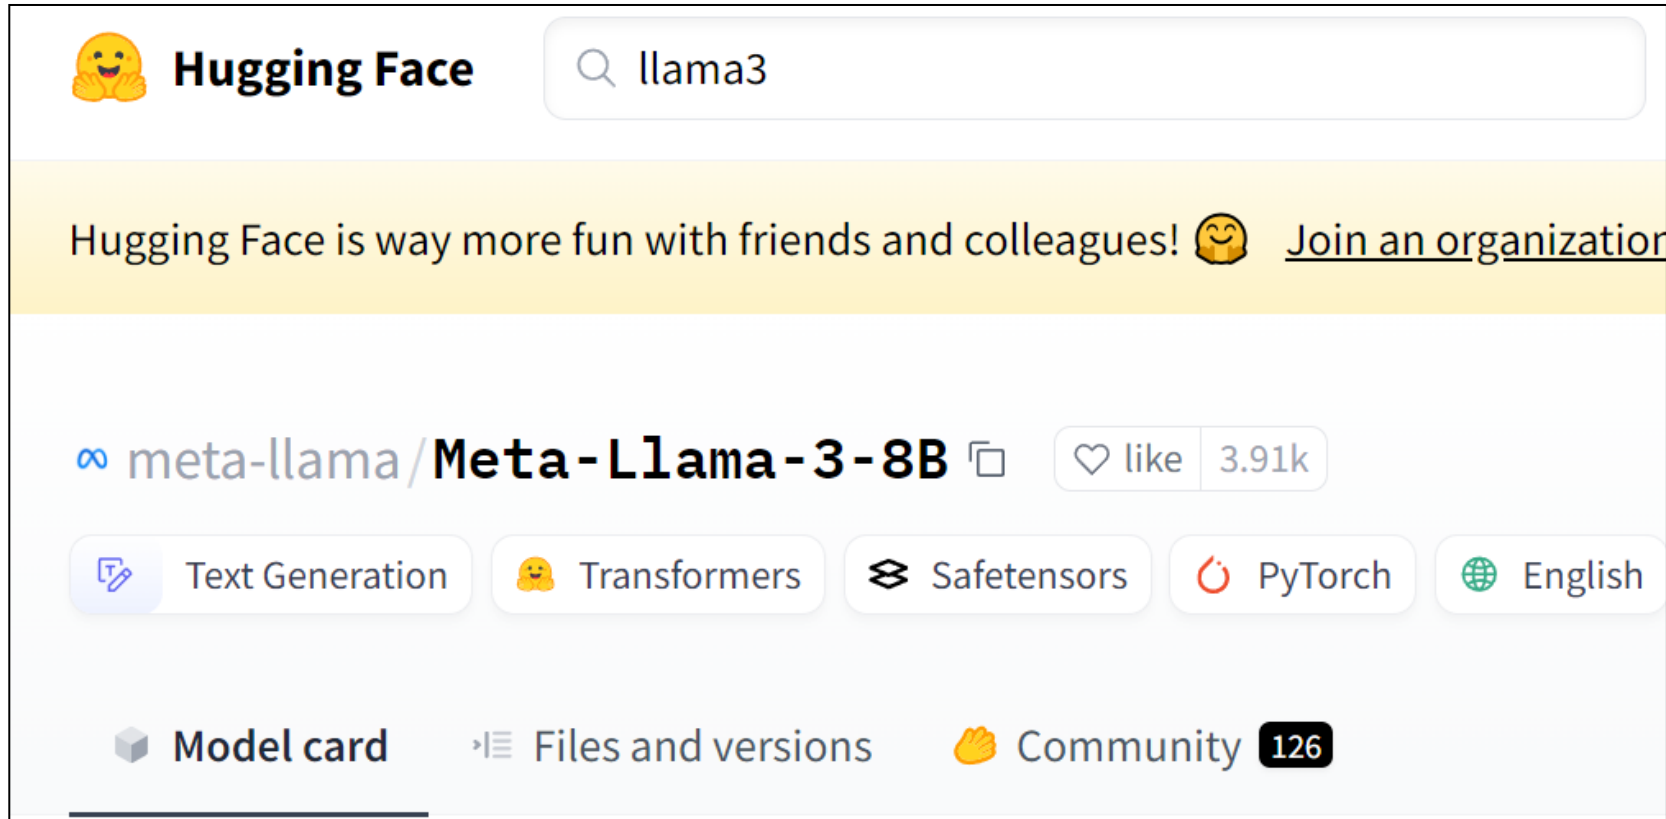 Hugging Face llama3
Hugging Face is way more fun with friends and colleagues! 🤗 Join an organization
meta-llama/Meta-Llama-3-8B like 3.91k
Text Generation Transformers Safetensors PyTorch English
Model card Files and versions Community 126